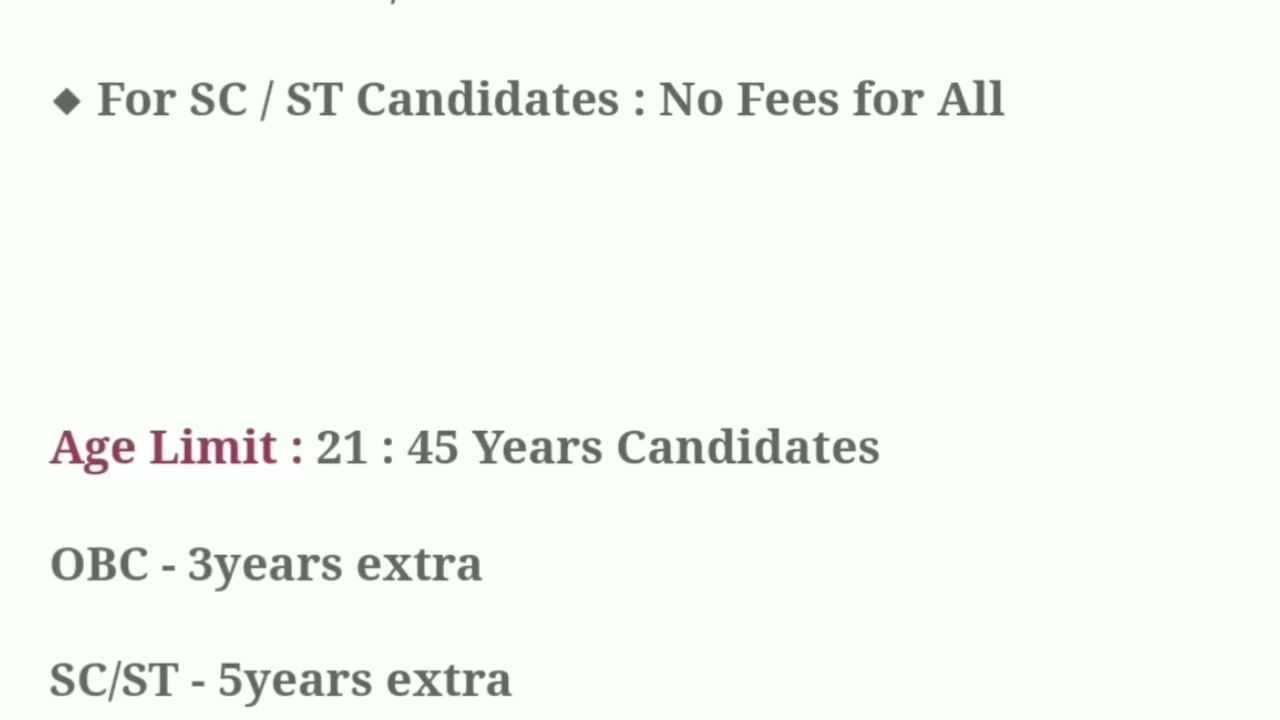 ◆ For SC / ST Candidates : No Fees for All
Age Limit : 21 : 45 Years Candidates
OBC - 3years extra
SC/ST - 5years extra